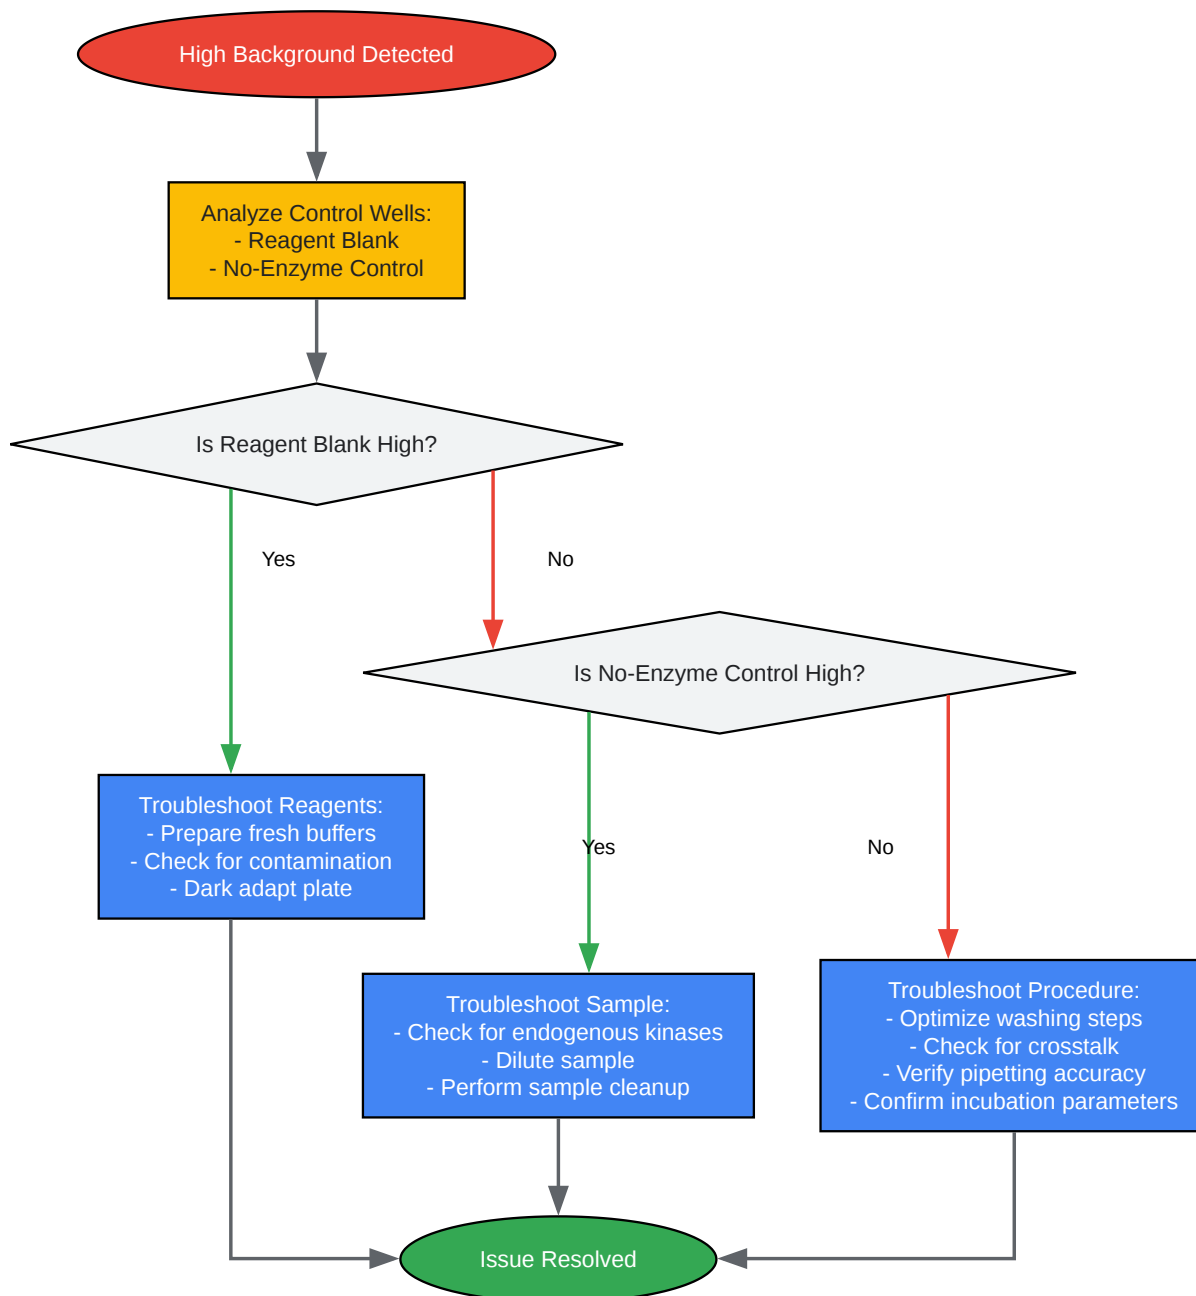 High Background Detected
Analyze Control Wells:
- Reagent Blank
- No-Enzyme Control
Is Reagent Blank High?
Yes
No
Is No-Enzyme Control High?
Troubleshoot Reagents:
- Prepare fresh buffers
- Check for contamination
- Dark adapt plate
Yes
No
Troubleshoot Sample:
- Check for endogenous kinases
- Dilute sample
- Perform sample cleanup
Troubleshoot Procedure:
- Optimize washing steps
- Check for crosstalk
- Verify pipetting accuracy
- Confirm incubation parameters
Issue Resolved